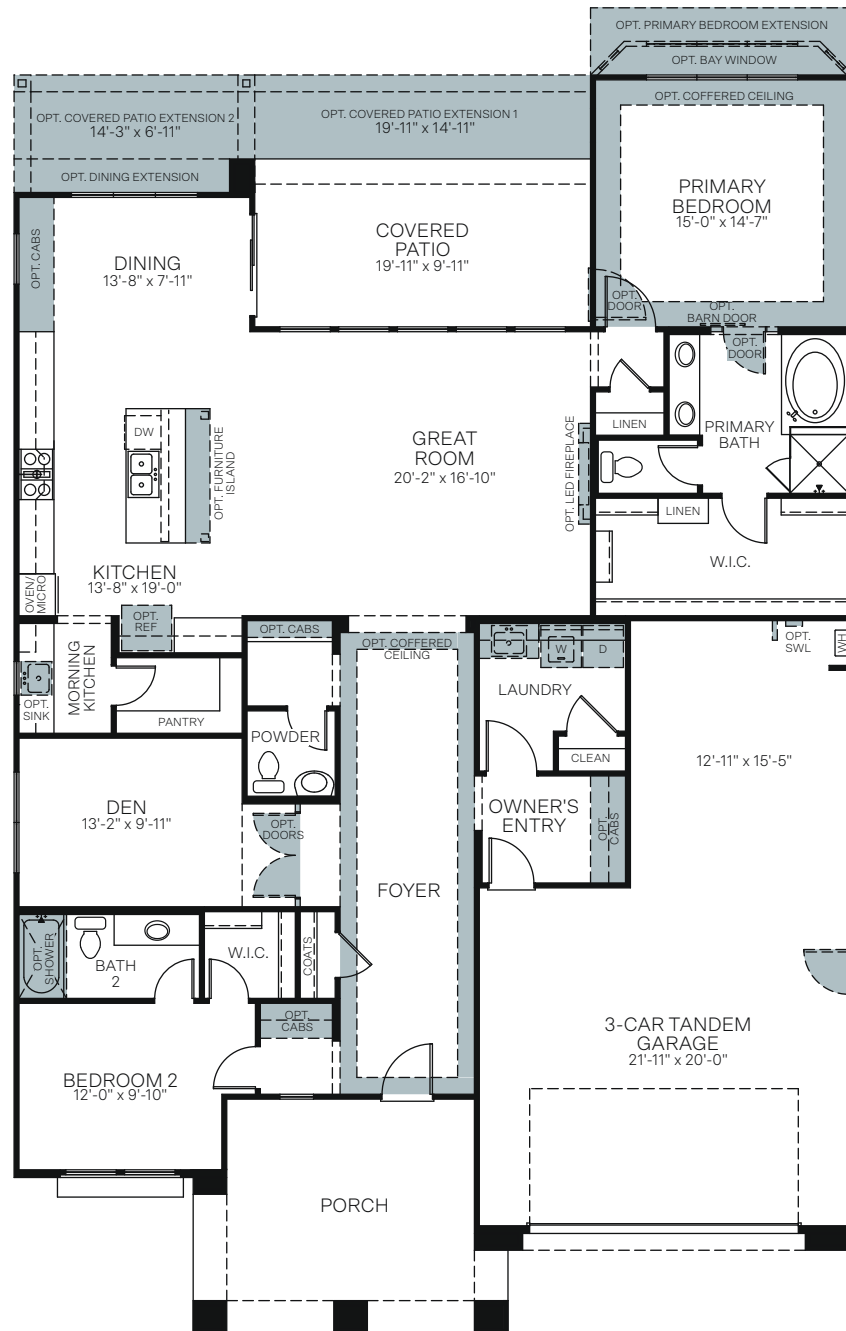 OPT. PRIMARY BEDROOM EXTENSION
OPT. BAY WINDOW
OPT. COFFERED CEILING
OPT. COVERED PATIO EXTENSION 2
14'-3" x 6'-11"
OPT. COVERED PATIO EXTENSION 1
19'-11" x 14'-11"
OPT. DINING EXTENSION
PRIMARY
BEDROOM
15'-0" x 14'-7"
COVERED
PATIO
19'-11" x 9'-11"
OPT. CABS
DINING
13'-8" x 7'-11"
OPT.
DOOR
OPT.
BARN DOOR
OPT.
DOOR
LINEN
PRIMARY
BATH
DW
OPT. FURNITURE
ISLAND
GREAT
ROOM
20'-2" x 16'-10"
OPT. LED FIREPLACE
LINEN
W.I.C.
KITCHEN
13'-8" x 19'-0"
OVEN/
MICRO
OPT.
REF
OPT. CABS
OPT. COFFERED
CEILING
W
D
OPT.
SWL
WH
MORNING
KITCHEN
OPT.
SINK
PANTRY
LAUNDRY
POWDER
CLEAN
12'-11" x 15'-5"
DEN
13'-2" x 9'-11"
OPT.
DOORS
OWNER'S
ENTRY
OPT.
CABS
FOYER
OPT.
SHOWER
BATH
2
W.I.C.
COATS
OPT.
CABS
3-CAR TANDEM
GARAGE
21'-11" x 20'-0"
BEDROOM 2
12'-0" x 9'-10"
PORCH